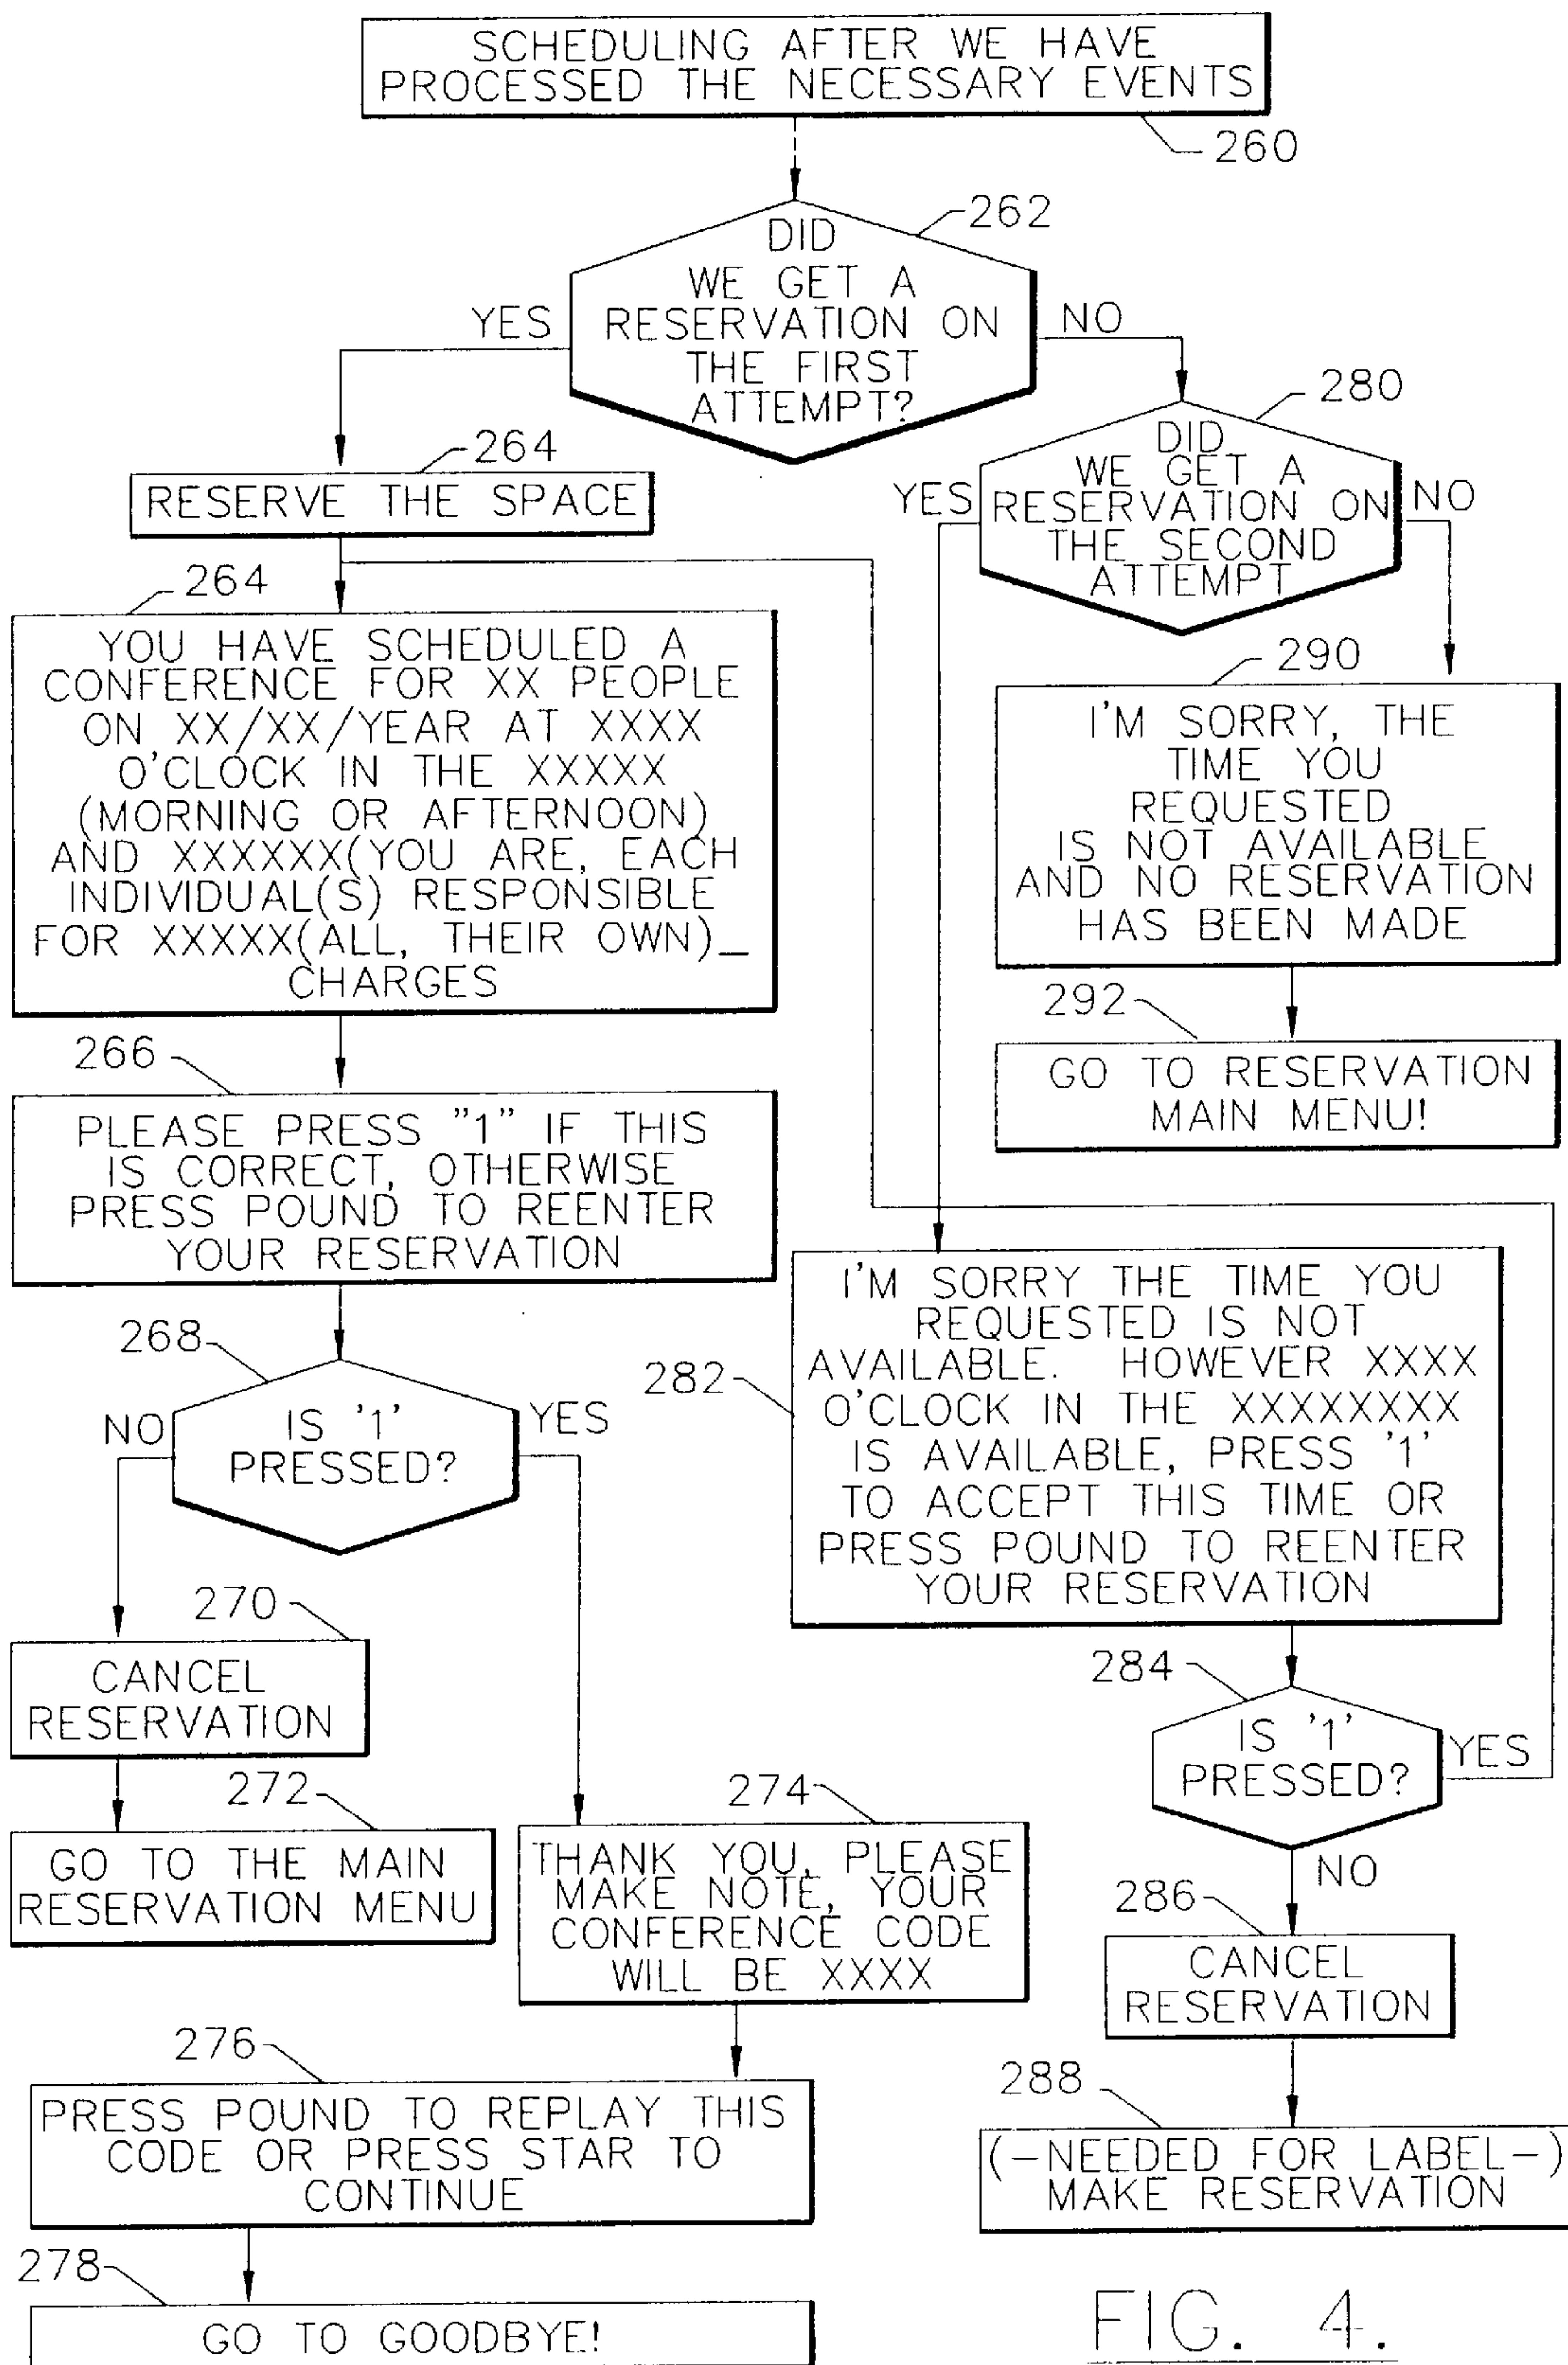 SCHEDULING AFTER WE HAVE
PROCESSED THE NECESSARY EVENTS
260
262
DID
WE GET A
RESERVATION ON
THE FIRST
ATTEMPT?
YES
NO
264
RESERVE THE SPACE
280
DID
WE GET A
RESERVATION ON
THE SECOND
ATTEMPT
YES
NO
264
YOU HAVE SCHEDULED A
CONFERENCE FOR XX PEOPLE
ON XX/XX/YEAR AT XXXX
O'CLOCK IN THE XXXXX
(MORNING OR AFTERNOON)
AND XXXXXX(YOU ARE, EACH
INDIVIDUAL(S) RESPONSIBLE
FOR XXXXX(ALL, THEIR OWN)_
CHARGES
290
I'M SORRY, THE
TIME YOU
REQUESTED
IS NOT AVAILABLE
AND NO RESERVATION
HAS BEEN MADE
292
GO TO RESERVATION
MAIN MENU!
266
PLEASE PRESS "1" IF THIS
IS CORRECT, OTHERWISE
PRESS POUND TO REENTER
YOUR RESERVATION
268
IS '1'
PRESSED?
NO
YES
282
I'M SORRY THE TIME YOU
REQUESTED IS NOT
AVAILABLE. HOWEVER XXXX
O'CLOCK IN THE XXXXXXXX
IS AVAILABLE, PRESS '1'
TO ACCEPT THIS TIME OR
PRESS POUND TO REENTER
YOUR RESERVATION
270
CANCEL
RESERVATION
272
GO TO THE MAIN
RESERVATION MENU
274
THANK YOU, PLEASE
MAKE NOTE, YOUR
CONFERENCE CODE
WILL BE XXXX
284
IS '1'
PRESSED?
YES
NO
286
CANCEL
RESERVATION
276
PRESS POUND TO REPLAY THIS
CODE OR PRESS STAR TO
CONTINUE
288
(-NEEDED FOR LABEL-)
MAKE RESERVATION
278
GO TO GOODBYE!
FIG. 4.